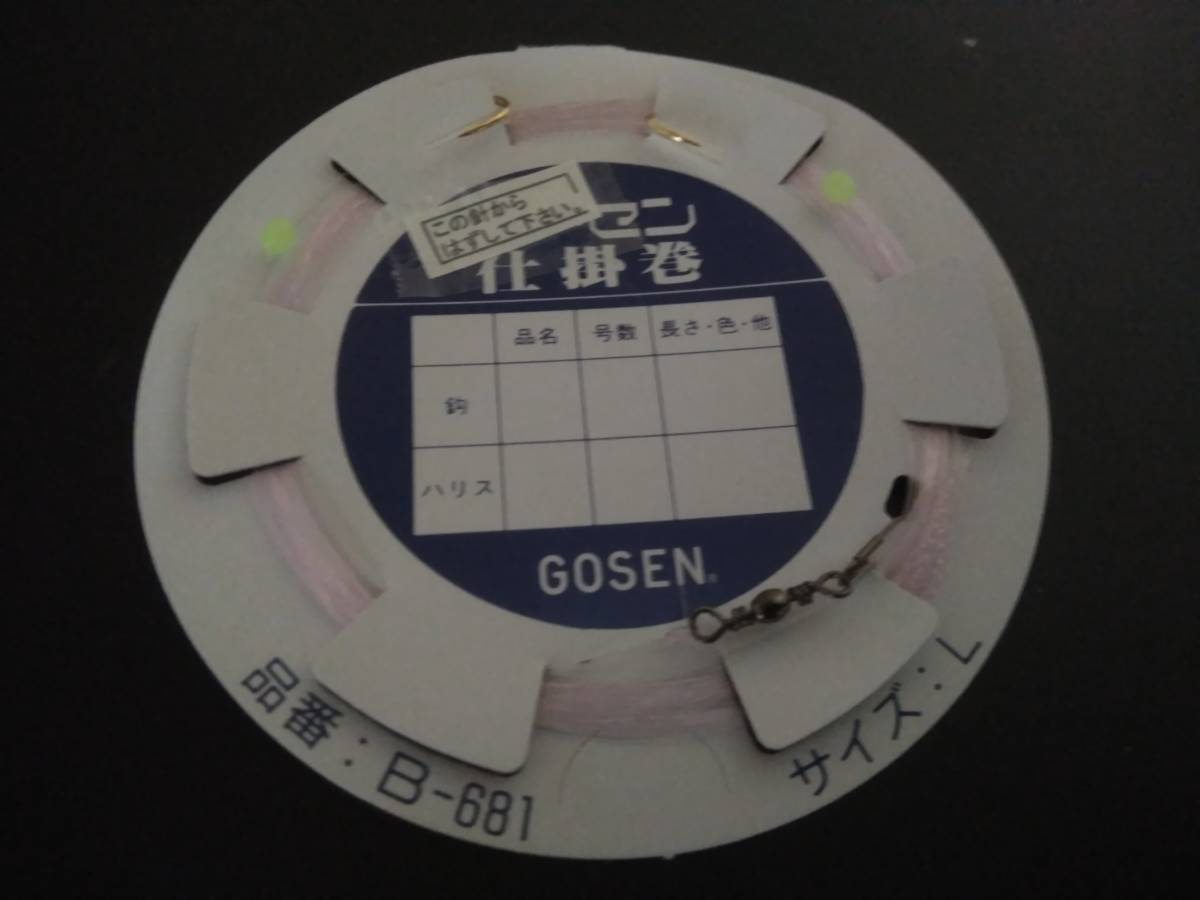 この針から
はずして下さい。
セン
仕掛巻
品名 号数 長さ・色・他
鈎
ハリス
GOSEN®
品番：B-681
サイズ：L